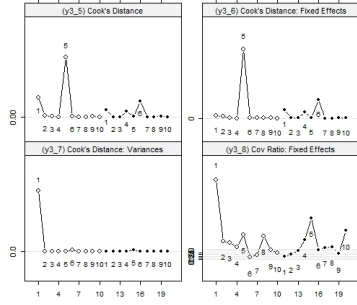 (y3_5) Cook's Distance
(y3_6) Cook's Distance: Fixed Effects
5
1
2 3 4 6 7 8 9 10 1 2 3 4 5 6 7 8 9 10
0.00
5
1 2 3 4 6 7 8 9 10 1 2 3 4 5 6 7 8 9 10
0
(y3_7) Cook's Distance: Variances
(y3_8) Cov Ratio: Fixed Effects
1
2 3 4 5 6 7 8 9 10 1 2 3 4 5 6 7 8 9 10
0.0
1
2 3 4 5 6 7 8 9 10 1 2 3 4 5 6 7 8 9 10
1 4 7 10 13 16 19
1 4 7 10 13 16 19